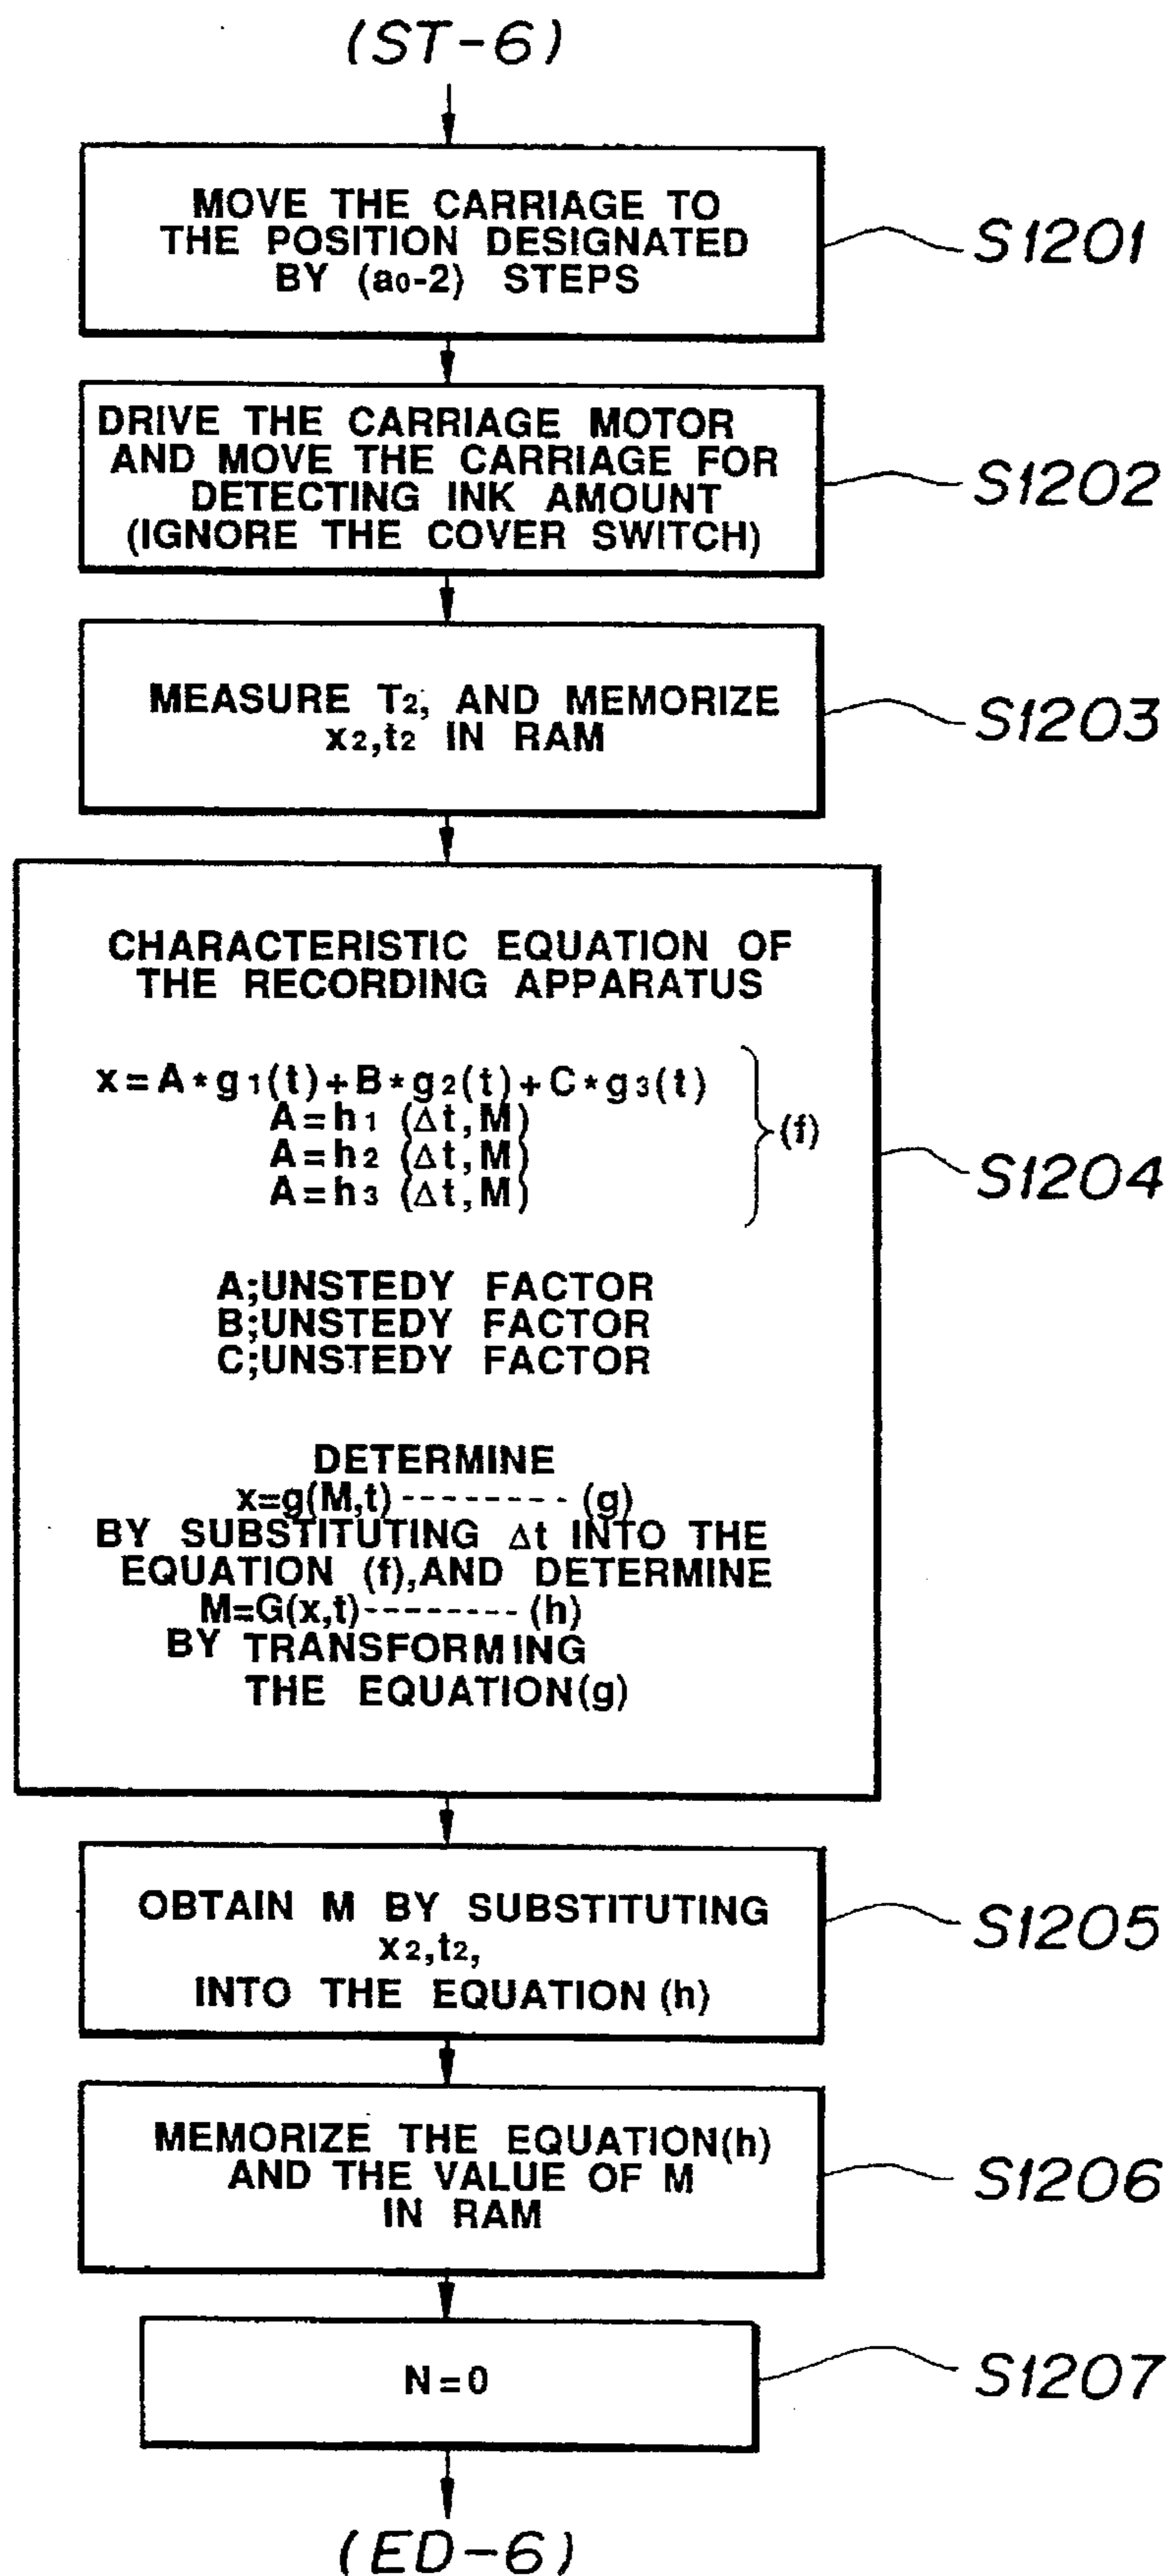 (ST-6)
MOVE THE CARRIAGE TO
THE POSITION DESIGNATED
BY (a₀-2) STEPS
S1201
DRIVE THE CARRIAGE MOTOR
AND MOVE THE CARRIAGE FOR
DETECTING INK AMOUNT
(IGNORE THE COVER SWITCH)
S1202
MEASURE T₂, AND MEMORIZE
x₂,t₂ IN RAM
S1203
CHARACTERISTIC EQUATION OF
THE RECORDING APPARATUS
x=A*g₁(t)+B*g₂(t)+C*g₃(t)
A=h₁ (Δt,M)
A=h₂ (Δt,M)
A=h₃ (Δt,M)
(f)
S1204
A;UNSTEDY FACTOR
B;UNSTEDY FACTOR
C;UNSTEDY FACTOR
DETERMINE
x=g(M,t)-------- (g)
BY SUBSTITUTING Δt INTO THE
EQUATION (f),AND DETERMINE
M=G(x,t)-------- (h)
BY TRANSFORMING
THE EQUATION(g)
OBTAIN M BY SUBSTITUTING
x₂,t₂,
INTO THE EQUATION (h)
S1205
MEMORIZE THE EQUATION(h)
AND THE VALUE OF M
IN RAM
S1206
N=0
S1207
(ED-6)